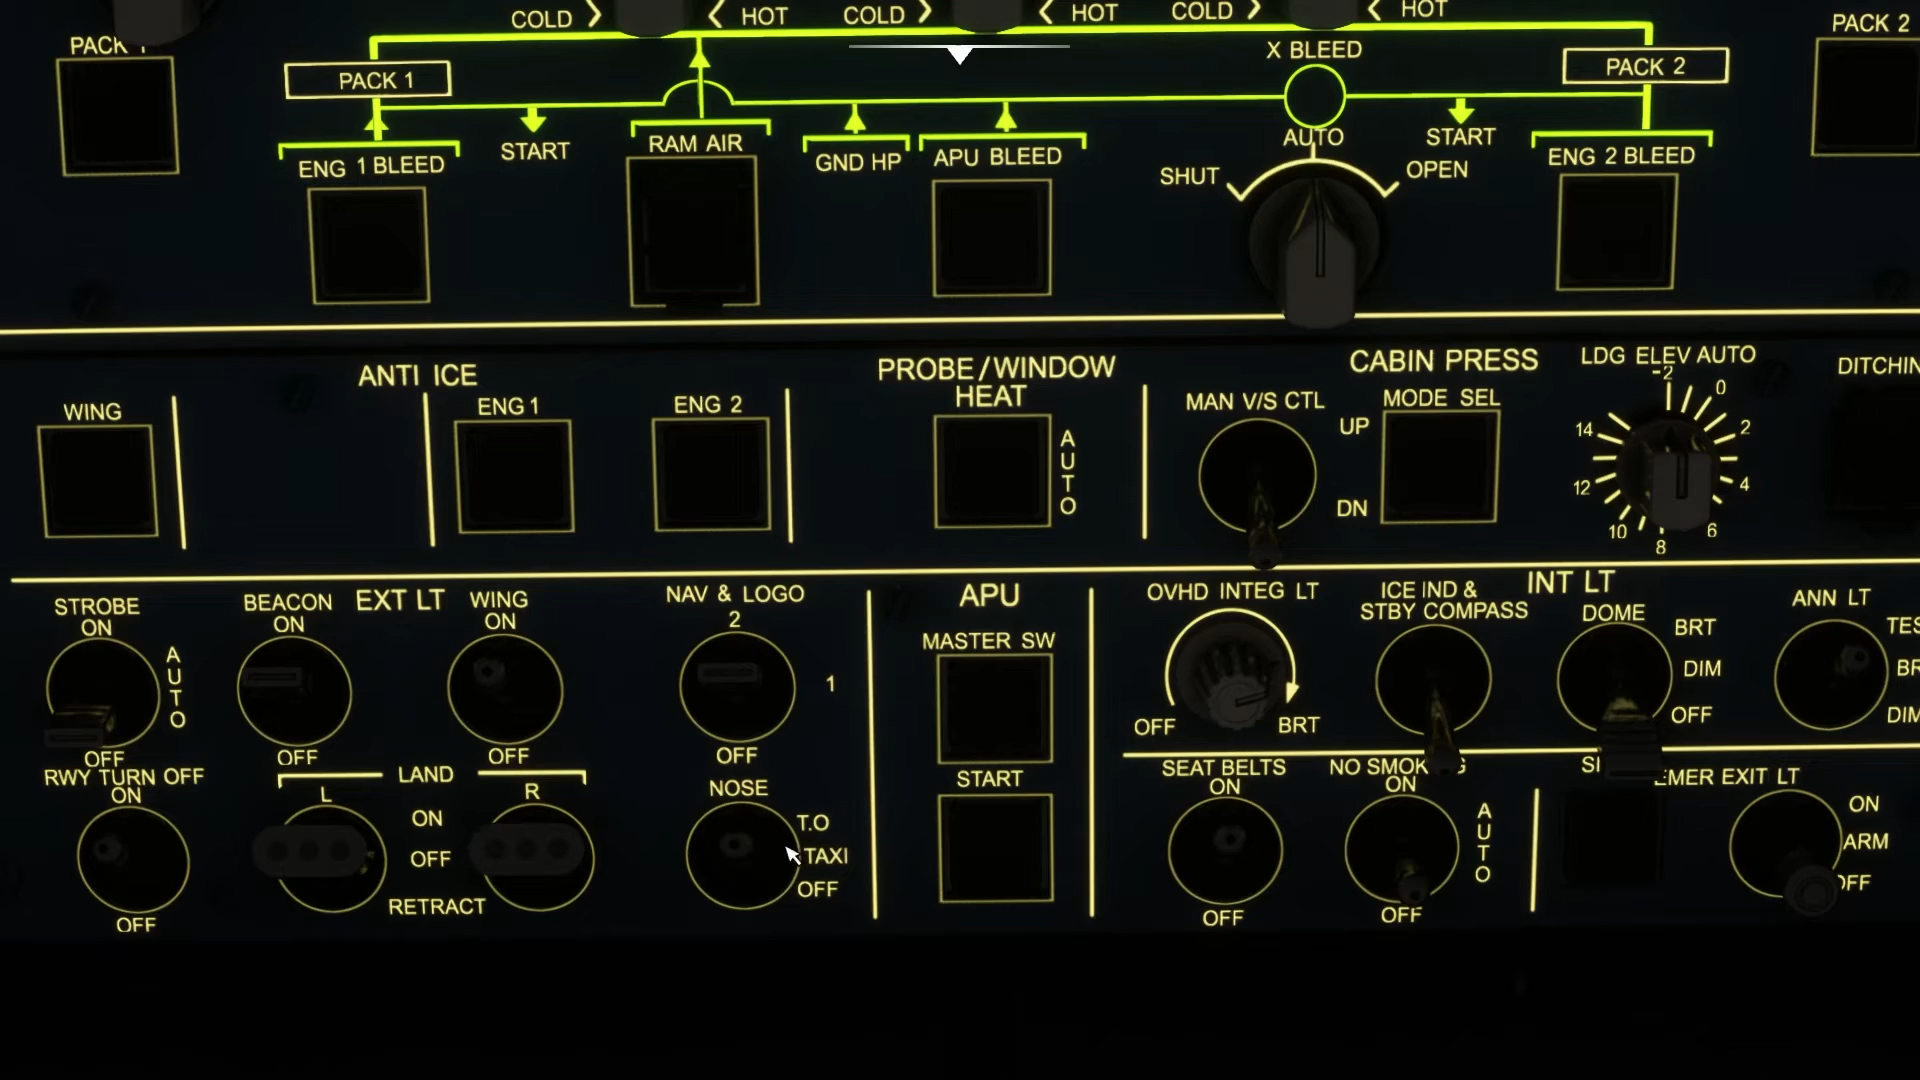 COLD HOT COLD HOT COLD HOT
PACK 1
PACK 2
X BLEED
PACK 1
PACK 2
AUTO
START
START
RAM AIR
GND HP
APU BLEED
ENG 1 BLEED
ENG 2 BLEED
SHUT
OPEN
ANTI ICE
WING
ENG 1
ENG 2
PROBE/WINDOW
HEAT
AUTO
CABIN PRESS
MAN V/S CTL
UP
DN
MODE SEL
LDG ELEV AUTO
-2
0
2
4
6
8
10
12
14
EXT LT
STROBE
ON
AUTO
OFF
BEACON
ON
OFF
WING
ON
OFF
NAV & LOGO
2
1
OFF
RWY TURN OFF
ON
OFF
LAND
L
R
ON
OFF
RETRACT
NOSE
T.O
TAXI
OFF
APU
MASTER SW
START
INT LT
OVHD INTEG LT
OFF
BRT
ICE IND &
STBY COMPASS
DOME
BRT
DIM
OFF
ANN LT
SEAT BELTS
ON
OFF
NO
ON
AUTO
OFF
EMER EXIT LT
ON
ARM
OFF